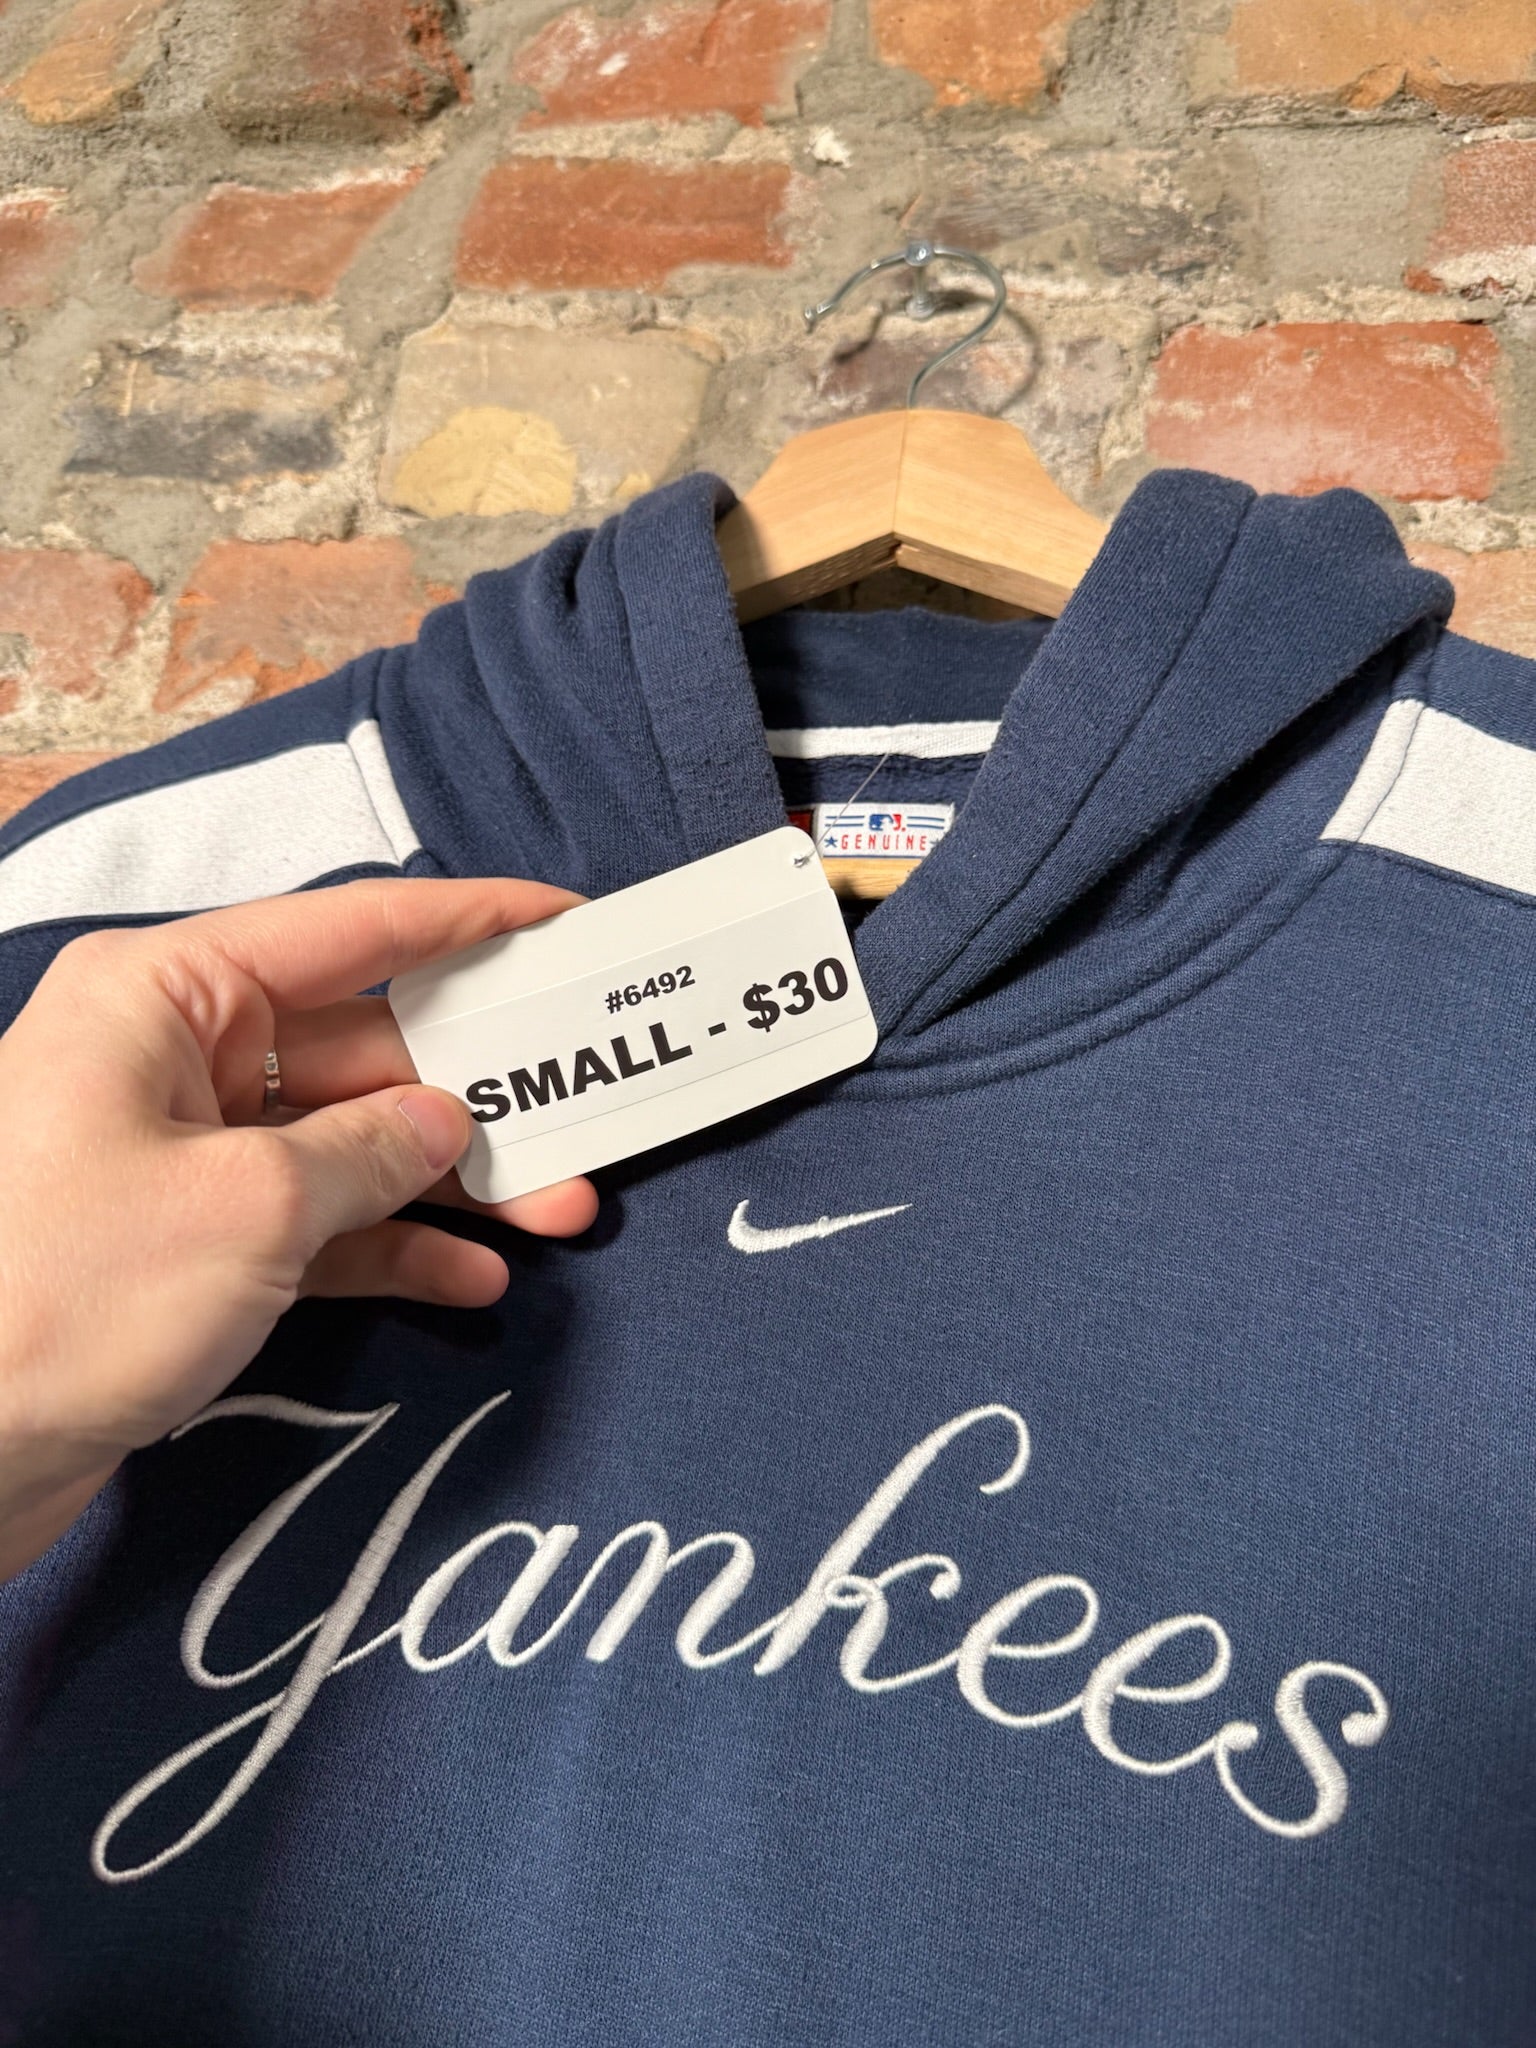 GENUINE
#6492
SMALL - $30
Yankees